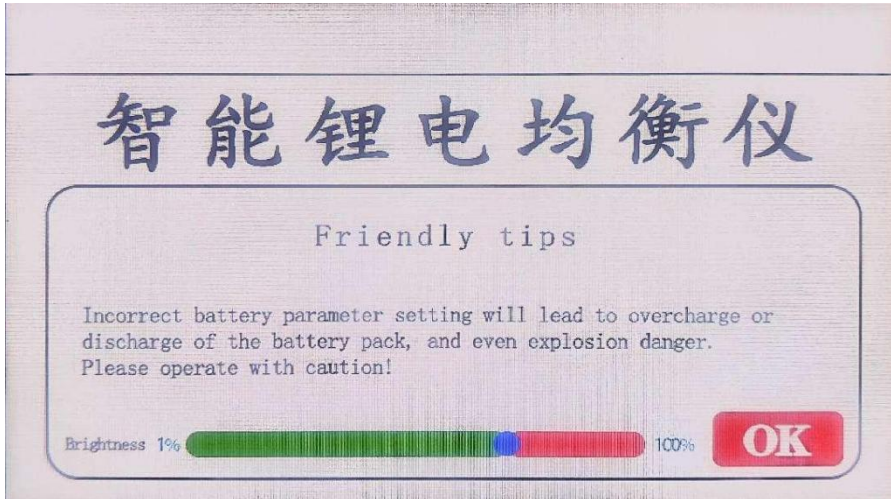 智能锂电均衡仪
Friendly tips
Incorrect battery parameter setting will lead to overcharge or
discharge of the battery pack, and even explosion danger.
Please operate with caution!
Brightness 1% 100% OK